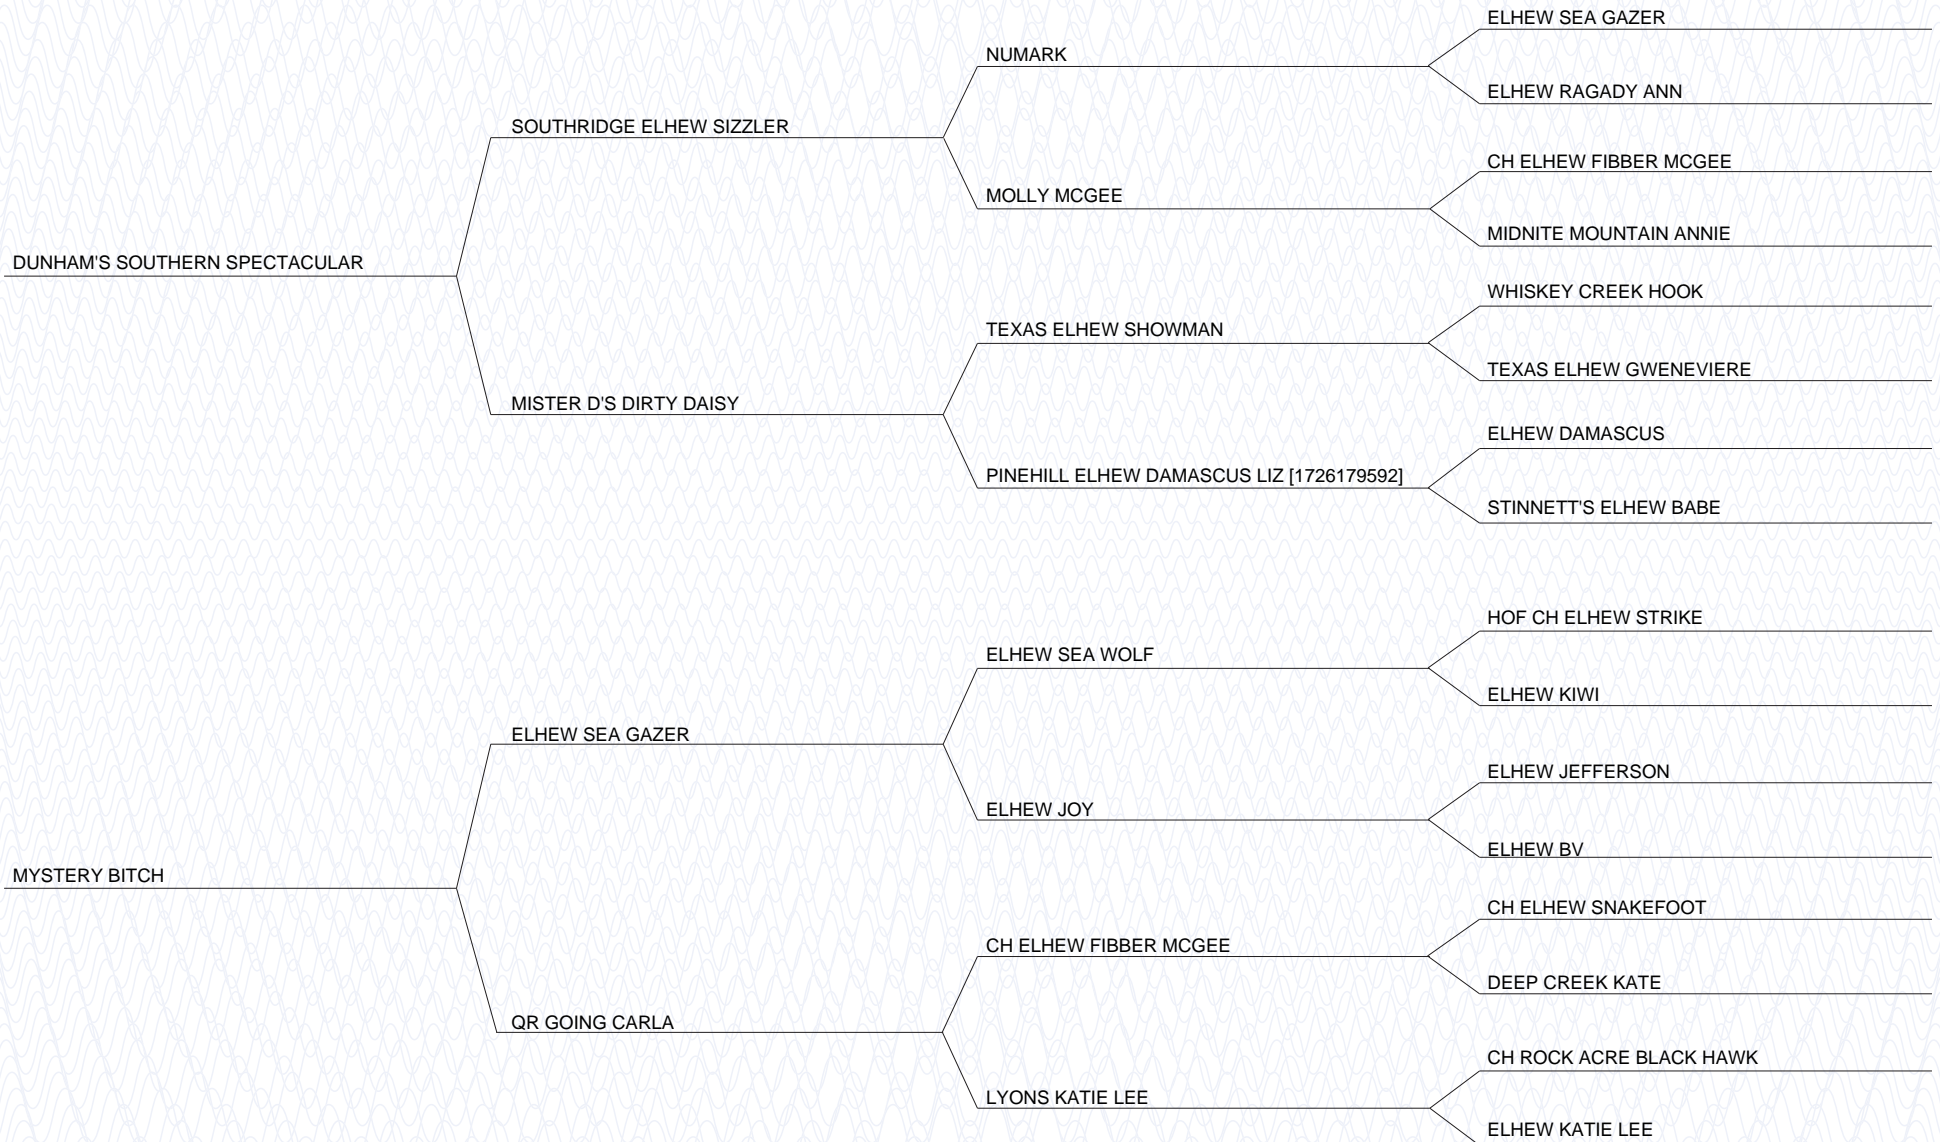 ELHEW SEA GAZER
NUMARK
ELHEW RAGADY ANN
SOUTHRIDGE ELHEW SIZZLER
CH ELHEW FIBBER MCGEE
MOLLY MCGEE
MIDNITE MOUNTAIN ANNIE
DUNHAM'S SOUTHERN SPECTACULAR
WHISKEY CREEK HOOK
TEXAS ELHEW SHOWMAN
TEXAS ELHEW GWENEVIERE
MISTER D'S DIRTY DAISY
ELHEW DAMASCUS
PINEHILL ELHEW DAMASCUS LIZ [1726179592]
STINNETT'S ELHEW BABE
HOF CH ELHEW STRIKE
ELHEW SEA WOLF
ELHEW KIWI
ELHEW SEA GAZER
ELHEW JEFFERSON
ELHEW JOY
ELHEW BV
MYSTERY BITCH
CH ELHEW SNAKEFOOT
CH ELHEW FIBBER MCGEE
DEEP CREEK KATE
QR GOING CARLA
CH ROCK ACRE BLACK HAWK
LYONS KATIE LEE
ELHEW KATIE LEE